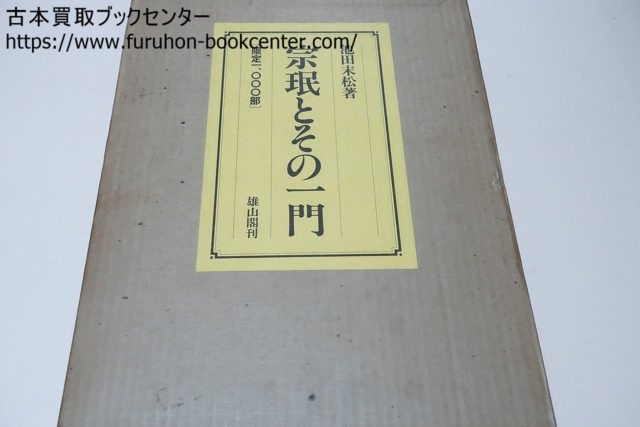 古本買取ブックセンター
https://www.furuhon-bookcenter.com/
池田末松著
宗珉とその一門
〔限定一、〇〇〇部〕
雄山閣刊